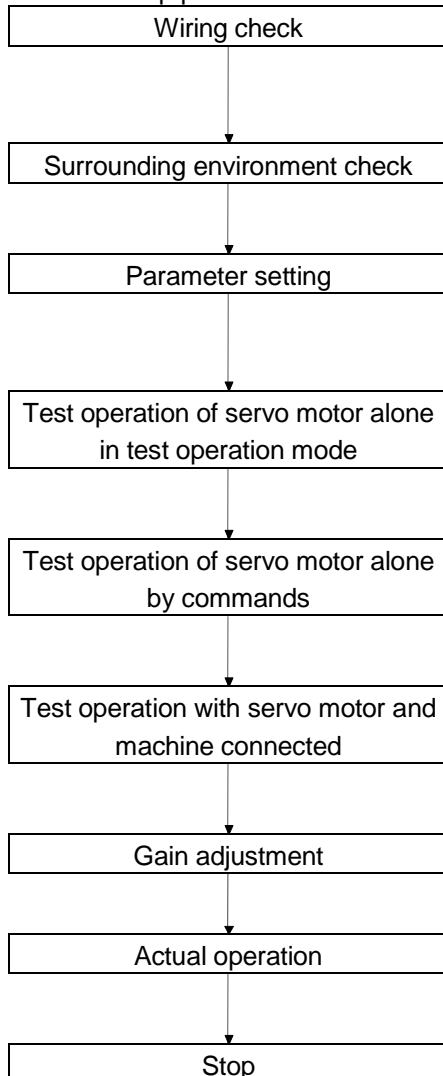 Wiring check
Surrounding environment check
Parameter setting
Test operation of servo motor alone
in test operation mode
Test operation of servo motor alone
by commands
Test operation with servo motor and
machine connected
Gain adjustment
Actual operation
Stop